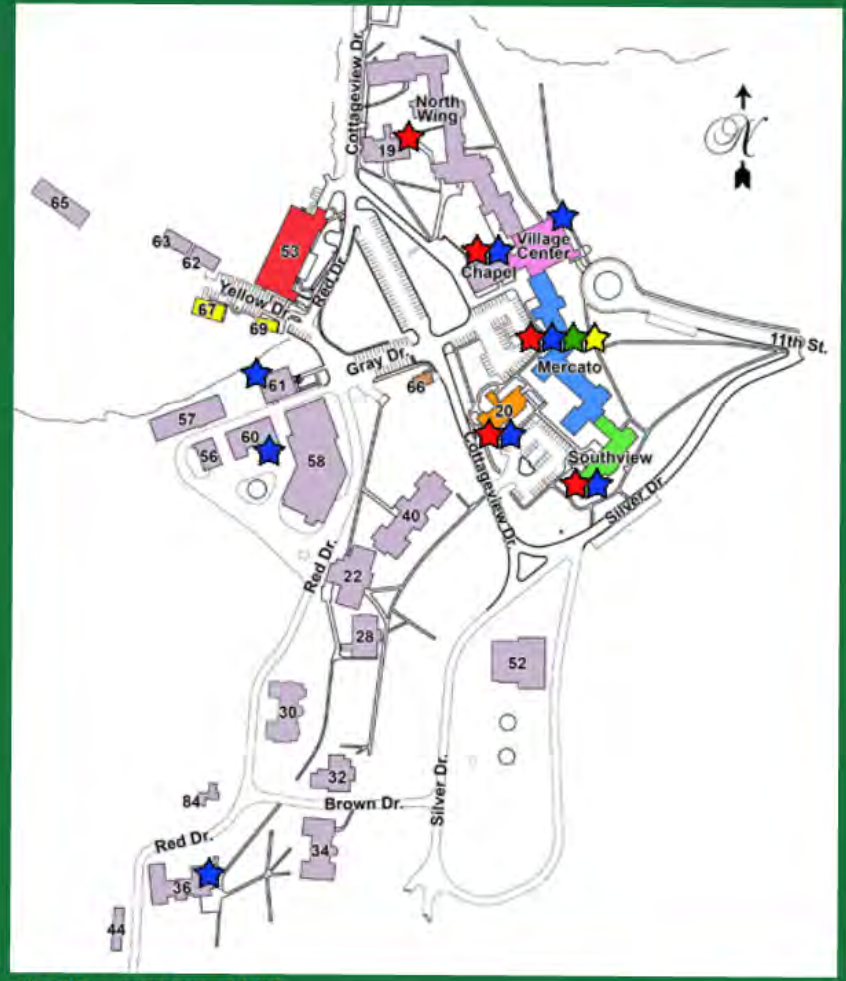 Cottageview Dr.
North
Wing
19
65
63
62
53
Village
Center
Chapel
Red Dr.
Yellow Dr.
67
69
11th St.
Mercato
Gray Dr.
61
66
20
57
60
56
58
Southview
Cottageview Dr.
Silver Dr.
40
Red Dr.
22
28
52
30
32
Silver Dr.
84
Brown Dr.
Red Dr.
34
36
44
N